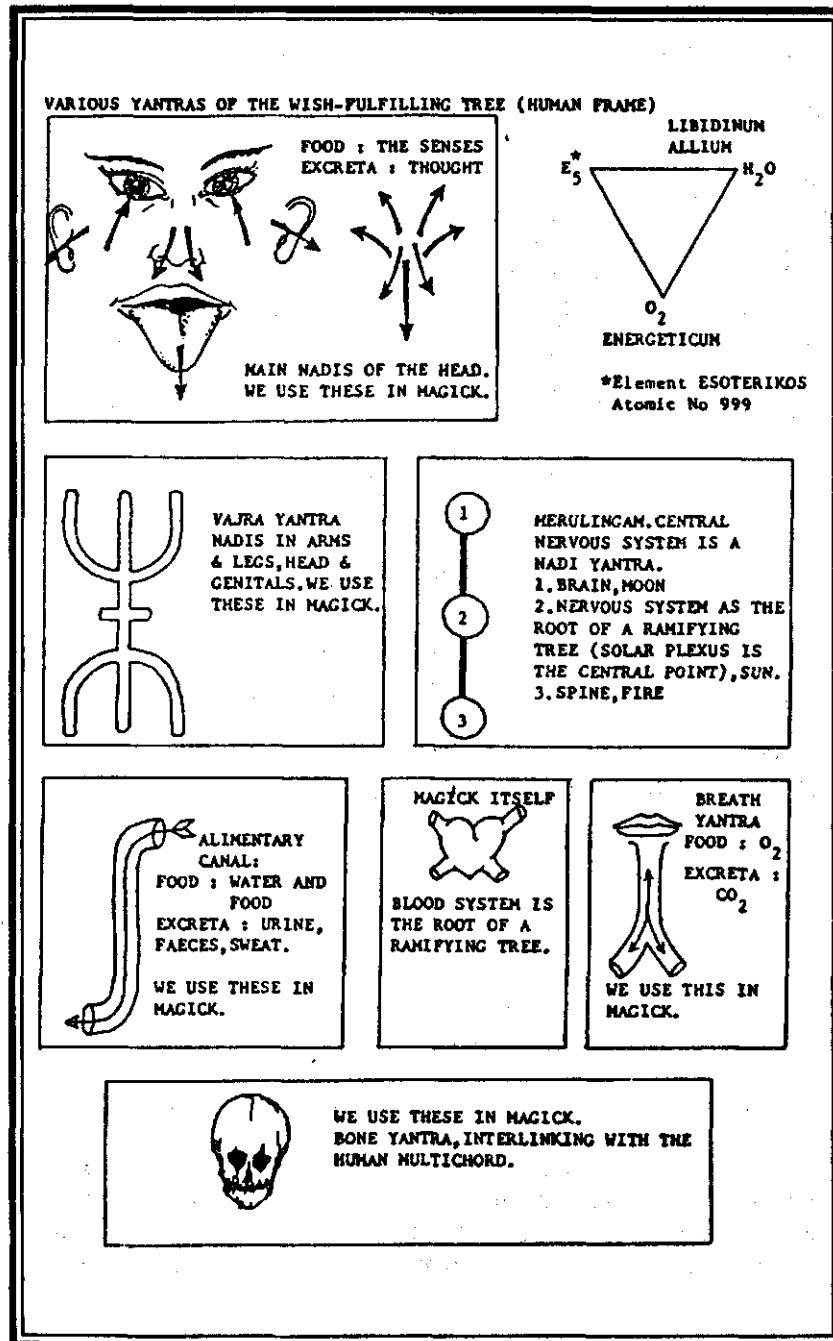 VARIOUS YANTRAS OF THE WISH-FULFILLING TREE (HUMAN FRAME)
FOOD : THE SENSES
EXCRETA : THOUGHT
MAIN NADIS OF THE HEAD.
WE USE THESE IN MAGICK.
LIBIDINUM
ALLIUM
E5*
H2O
O2
ENERGETICUM
*Element ESOTERIKOS
Atomic No 999
VAJRA YANTRA
NADIS IN ARMS
& LEGS,HEAD &
GENITALS.WE USE
THESE IN MAGICK.
1
2
3
MERULINGAM.CENTRAL
NERVOUS SYSTEM IS A
NADI YANTRA.
1.BRAIN,MOON
2.NERVOUS SYSTEM AS THE
ROOT OF A RAMIFYING
TREE (SOLAR PLEXUS IS
THE CENTRAL POINT),SUN.
3.SPINE,FIRE
ALIMENTARY
CANAL:
FOOD : WATER AND
FOOD
EXCRETA : URINE,
FAECES,SWEAT.
WE USE THESE IN
MAGICK.
MAGICK ITSELF
BLOOD SYSTEM IS
THE ROOT OF A
RAMIFYING TREE.
BREATH
YANTRA
FOOD : O2
EXCRETA :
CO2
WE USE THIS IN
MAGICK.
WE USE THESE IN MAGICK.
BONE YANTRA,INTERLINKING WITH THE
HUMAN MULTICHORD.